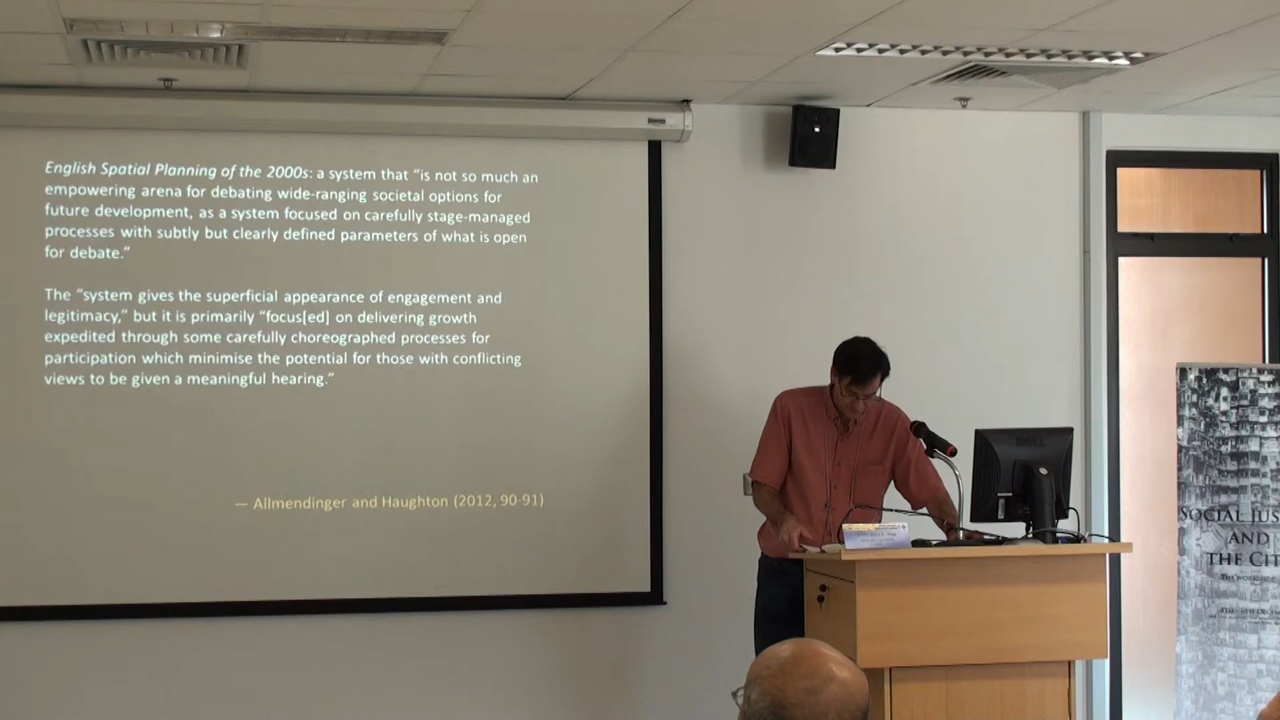 English Spatial Planning of the 2000s: a system that “is not so much an
empowering arena for debating wide-ranging societal options for
future development, as a system focused on carefully stage-managed
processes with subtly but clearly defined parameters of what is open
for debate.”
The “system gives the superficial appearance of engagement and
legitimacy,” but it is primarily “focus[ed] on delivering growth
expedited through some carefully choreographed processes for
participation which minimise the potential for those with conflicting
views to be given a meaningful hearing.”
— Allmendinger and Haughton (2012, 90-91)
DELL
SOCIAL JUS
AND
THE CIT